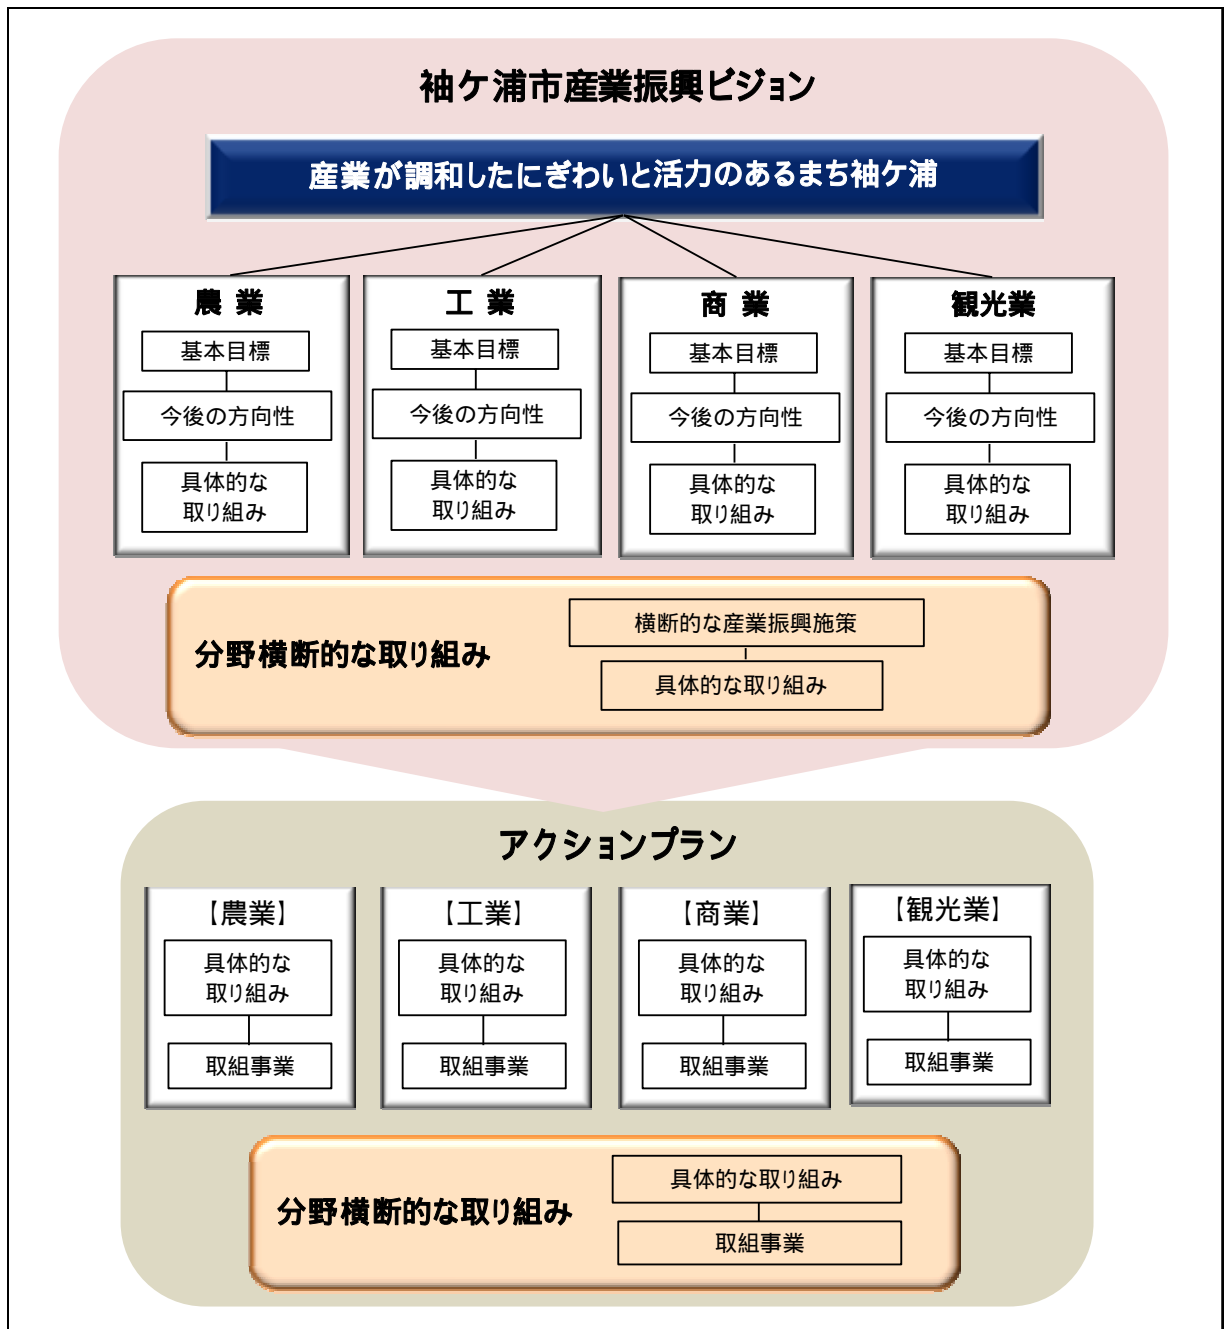 袖ケ浦市産業振興ビジョン
産業が調和したにぎわいと活力のあるまち袖ケ浦
農 業
基本目標
今後の方向性
具体的な
取り組み
工 業
基本目標
今後の方向性
具体的な
取り組み
商 業
基本目標
今後の方向性
具体的な
取り組み
観光業
基本目標
今後の方向性
具体的な
取り組み
分野横断的な取り組み
横断的な産業振興施策
具体的な取り組み
アクションプラン
【農業】
具体的な
取り組み
取組事業
【工業】
具体的な
取り組み
取組事業
【商業】
具体的な
取り組み
取組事業
【観光業】
具体的な
取り組み
取組事業
分野横断的な取り組み
具体的な取り組み
取組事業